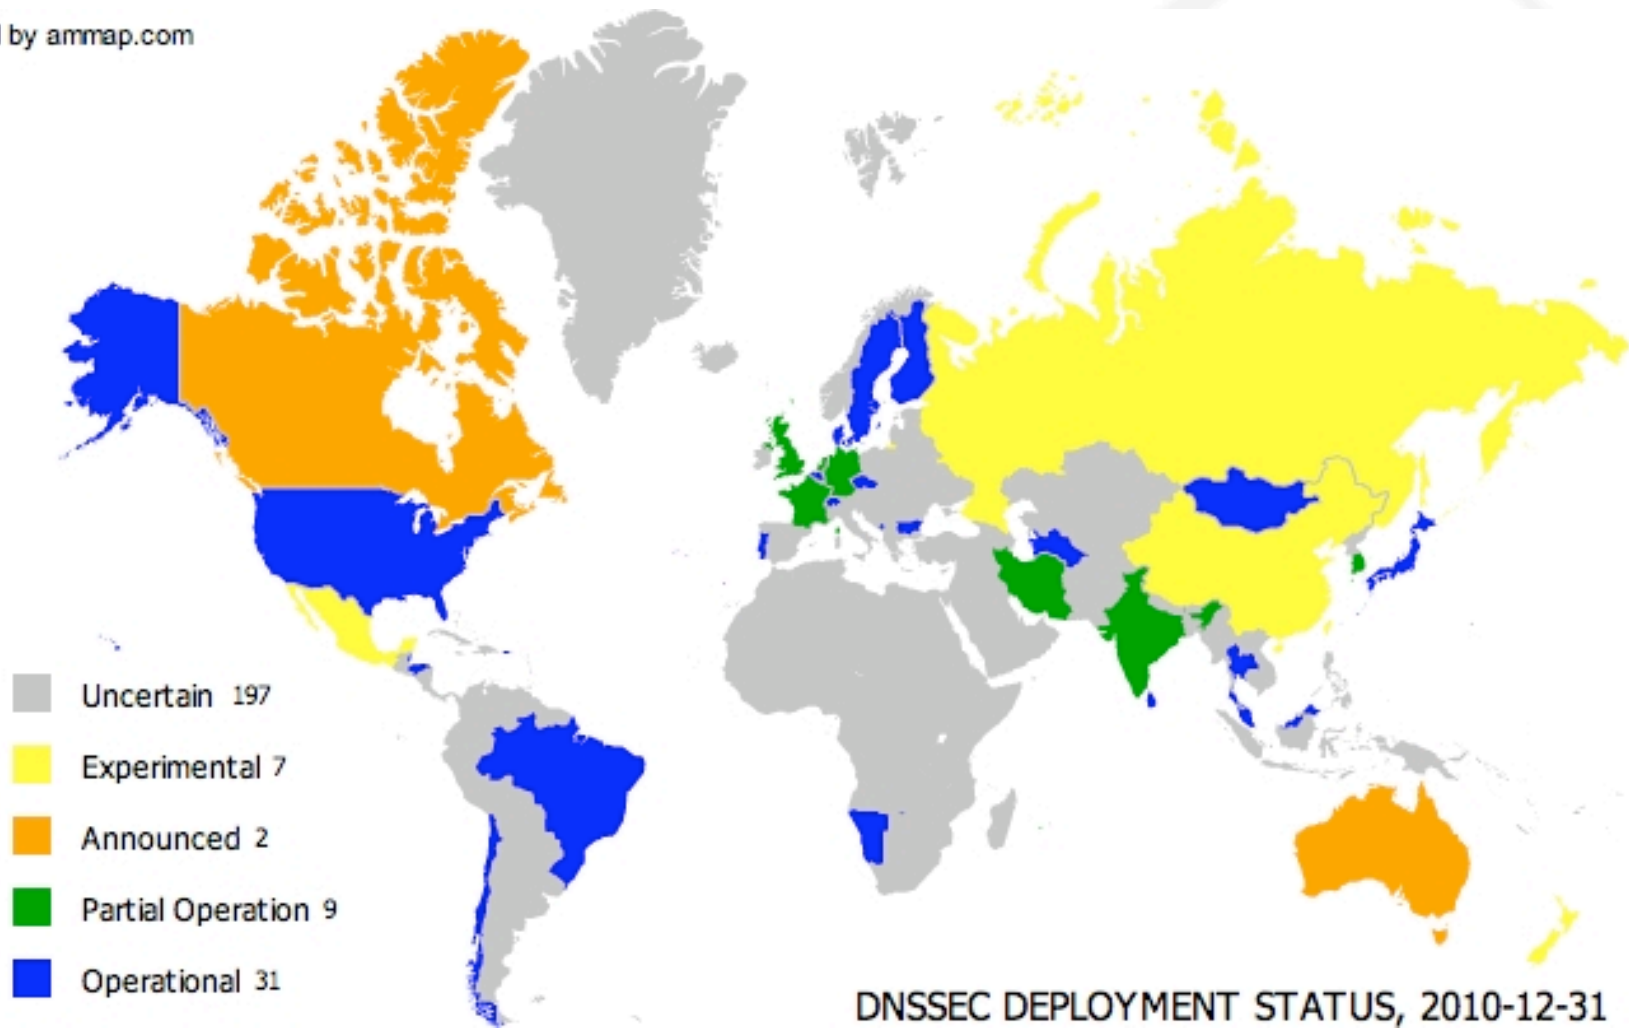 by ammap.com
Uncertain 197
Experimental 7
Announced 2
Partial Operation 9
Operational 31
DNSSEC DEPLOYMENT STATUS, 2010-12-31